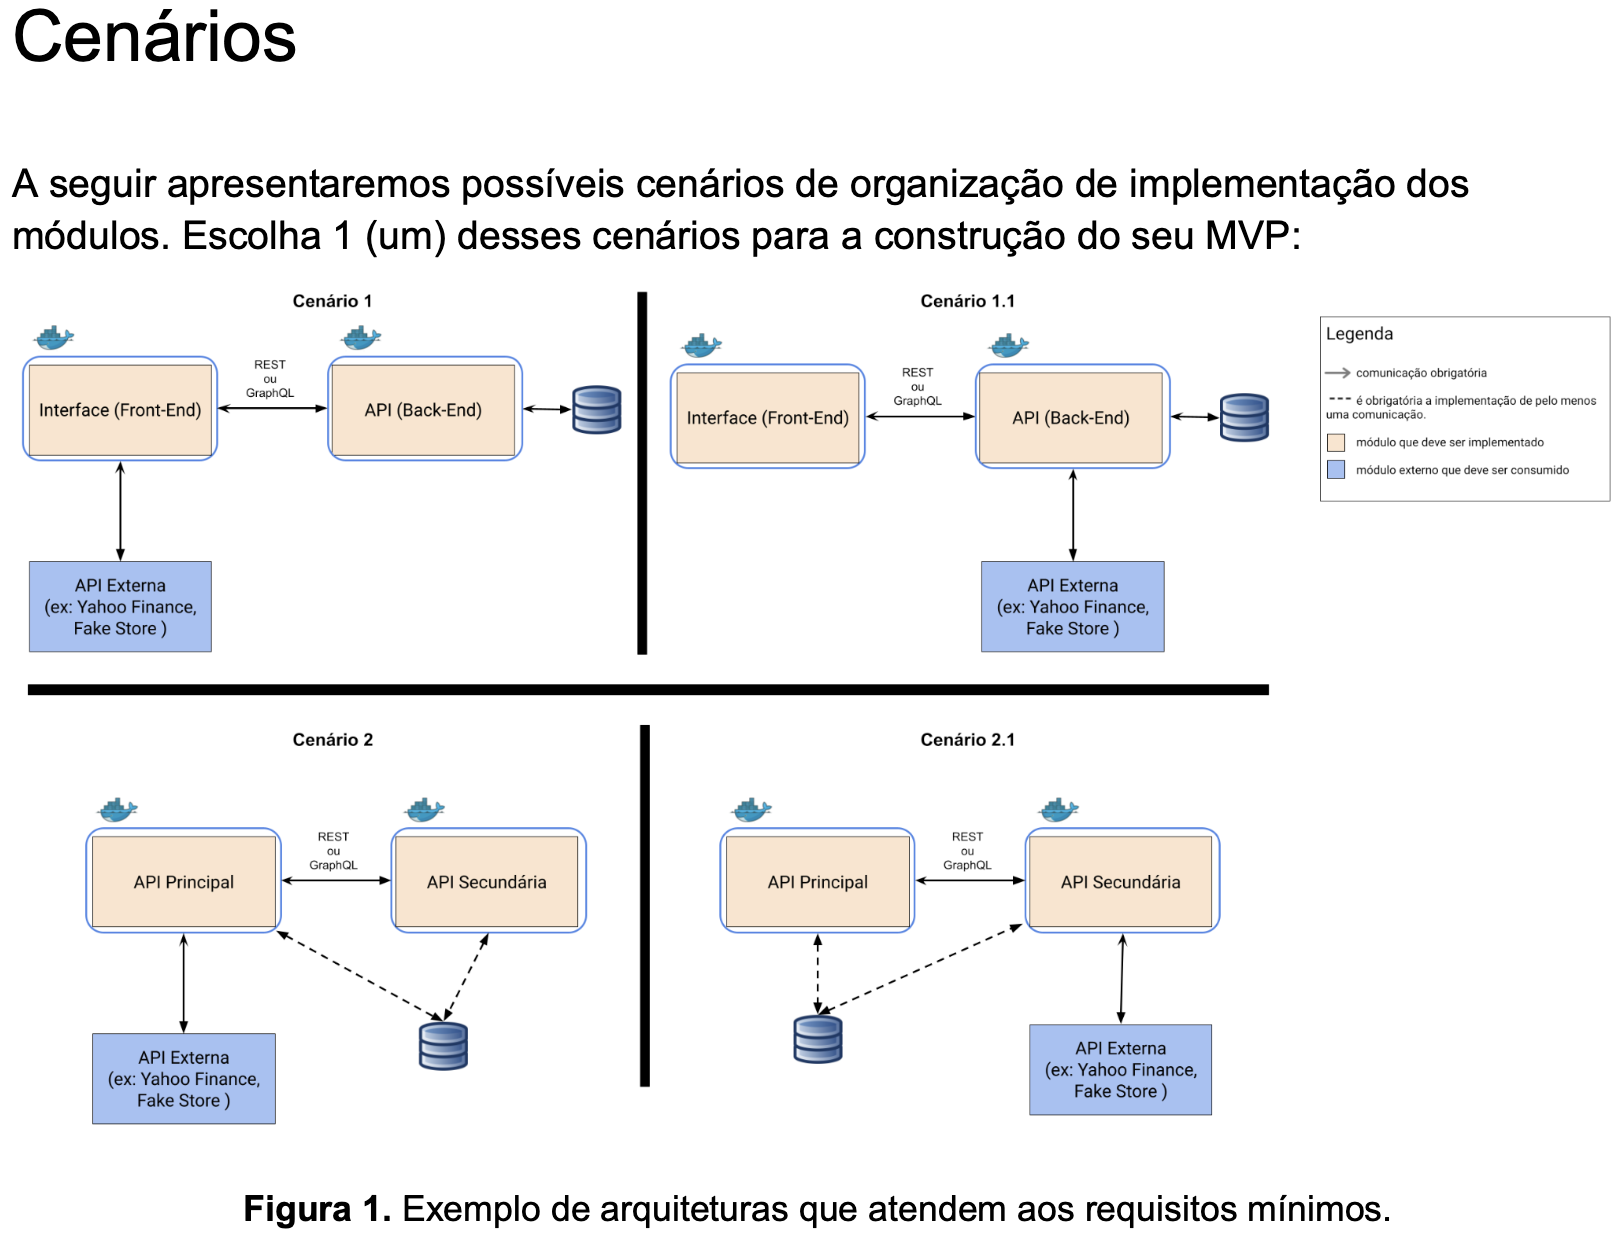 Cenários
A seguir apresentaremos possíveis cenários de organização de implementação dos
módulos. Escolha 1 (um) desses cenários para a construção do seu MVP:
Cenário 1
REST
ou
GraphQL
Interface (Front-End)
API (Back-End)
API Externa
(ex: Yahoo Finance,
Fake Store )
Cenário 1.1
REST
ou
GraphQL
Interface (Front-End)
API (Back-End)
API Externa
(ex: Yahoo Finance,
Fake Store )
Legenda
comunicação obrigatória
é obrigatória a implementação de pelo menos
uma comunicação.
módulo que deve ser implementado
módulo externo que deve ser consumido
Cenário 2
REST
ou
GraphQL
API Principal
API Secundária
API Externa
(ex: Yahoo Finance,
Fake Store )
Cenário 2.1
REST
ou
GraphQL
API Principal
API Secundária
API Externa
(ex: Yahoo Finance,
Fake Store )
Figura 1. Exemplo de arquiteturas que atendem aos requisitos mínimos.